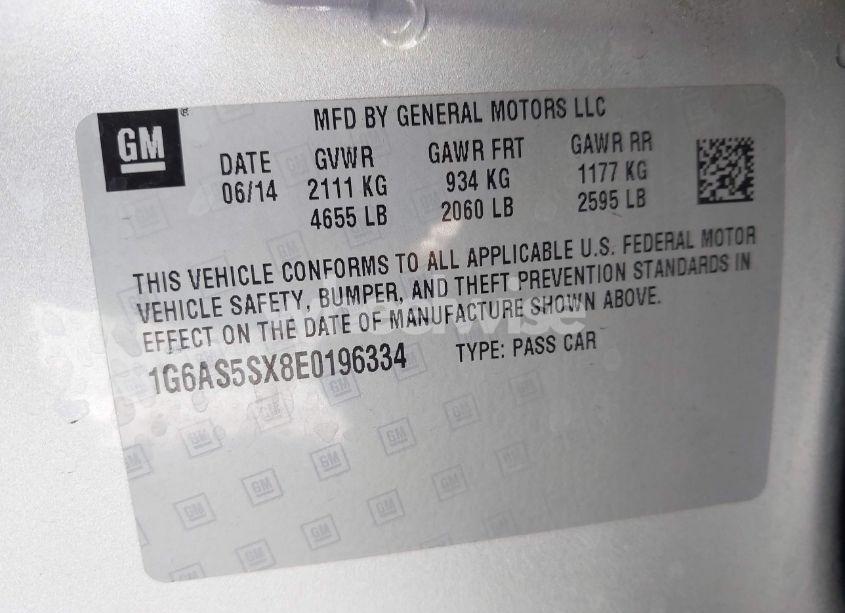 GM
MFD BY GENERAL MOTORS LLC
DATE GVWR GAWR FRT GAWR RR
06/14 2111 KG 934 KG 1177 KG
4655 LB 2060 LB 2595 LB
THIS VEHICLE CONFORMS TO ALL APPLICABLE U.S. FEDERAL MOTOR
VEHICLE SAFETY, BUMPER, AND THEFT PREVENTION STANDARDS IN
EFFECT ON THE DATE OF MANUFACTURE SHOWN ABOVE.
1G6AS5SX8E0196334 TYPE: PASS CAR